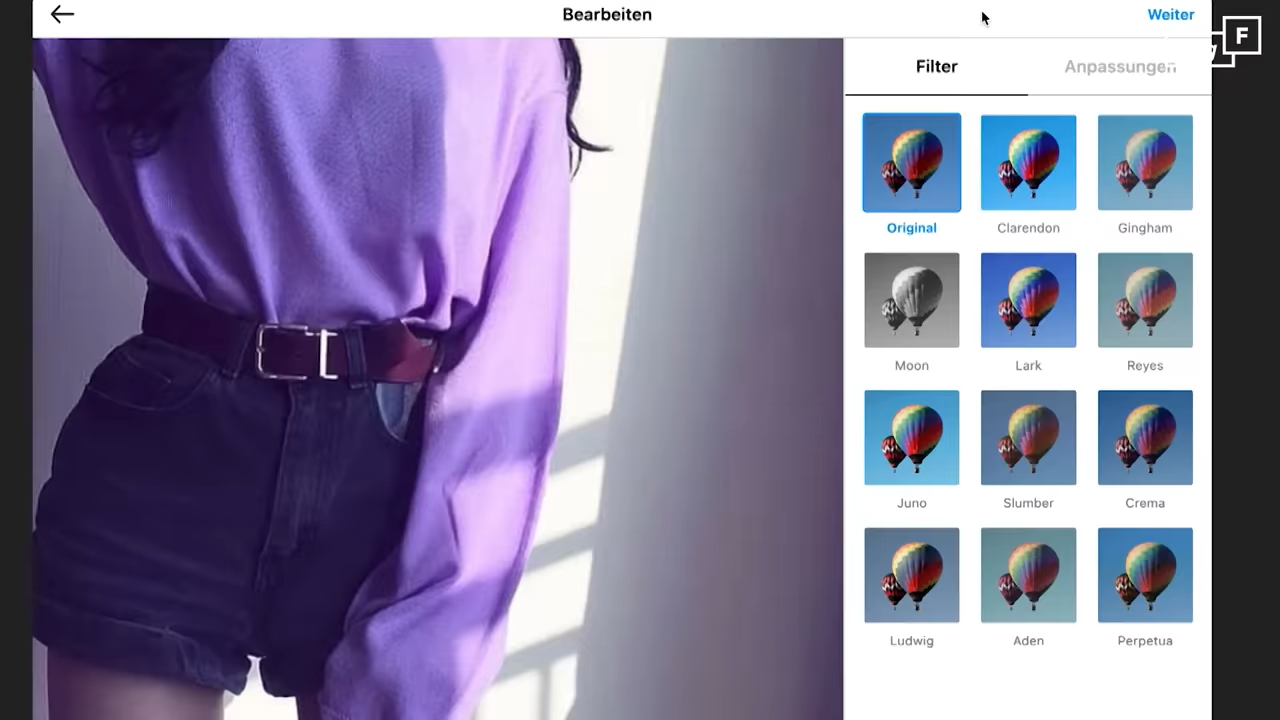 Bearbeiten
Weiter
F
Filter
Anpassungen
Original
Clarendon
Gingham
Moon
Lark
Reyes
Juno
Slumber
Crema
Ludwig
Aden
Perpetua